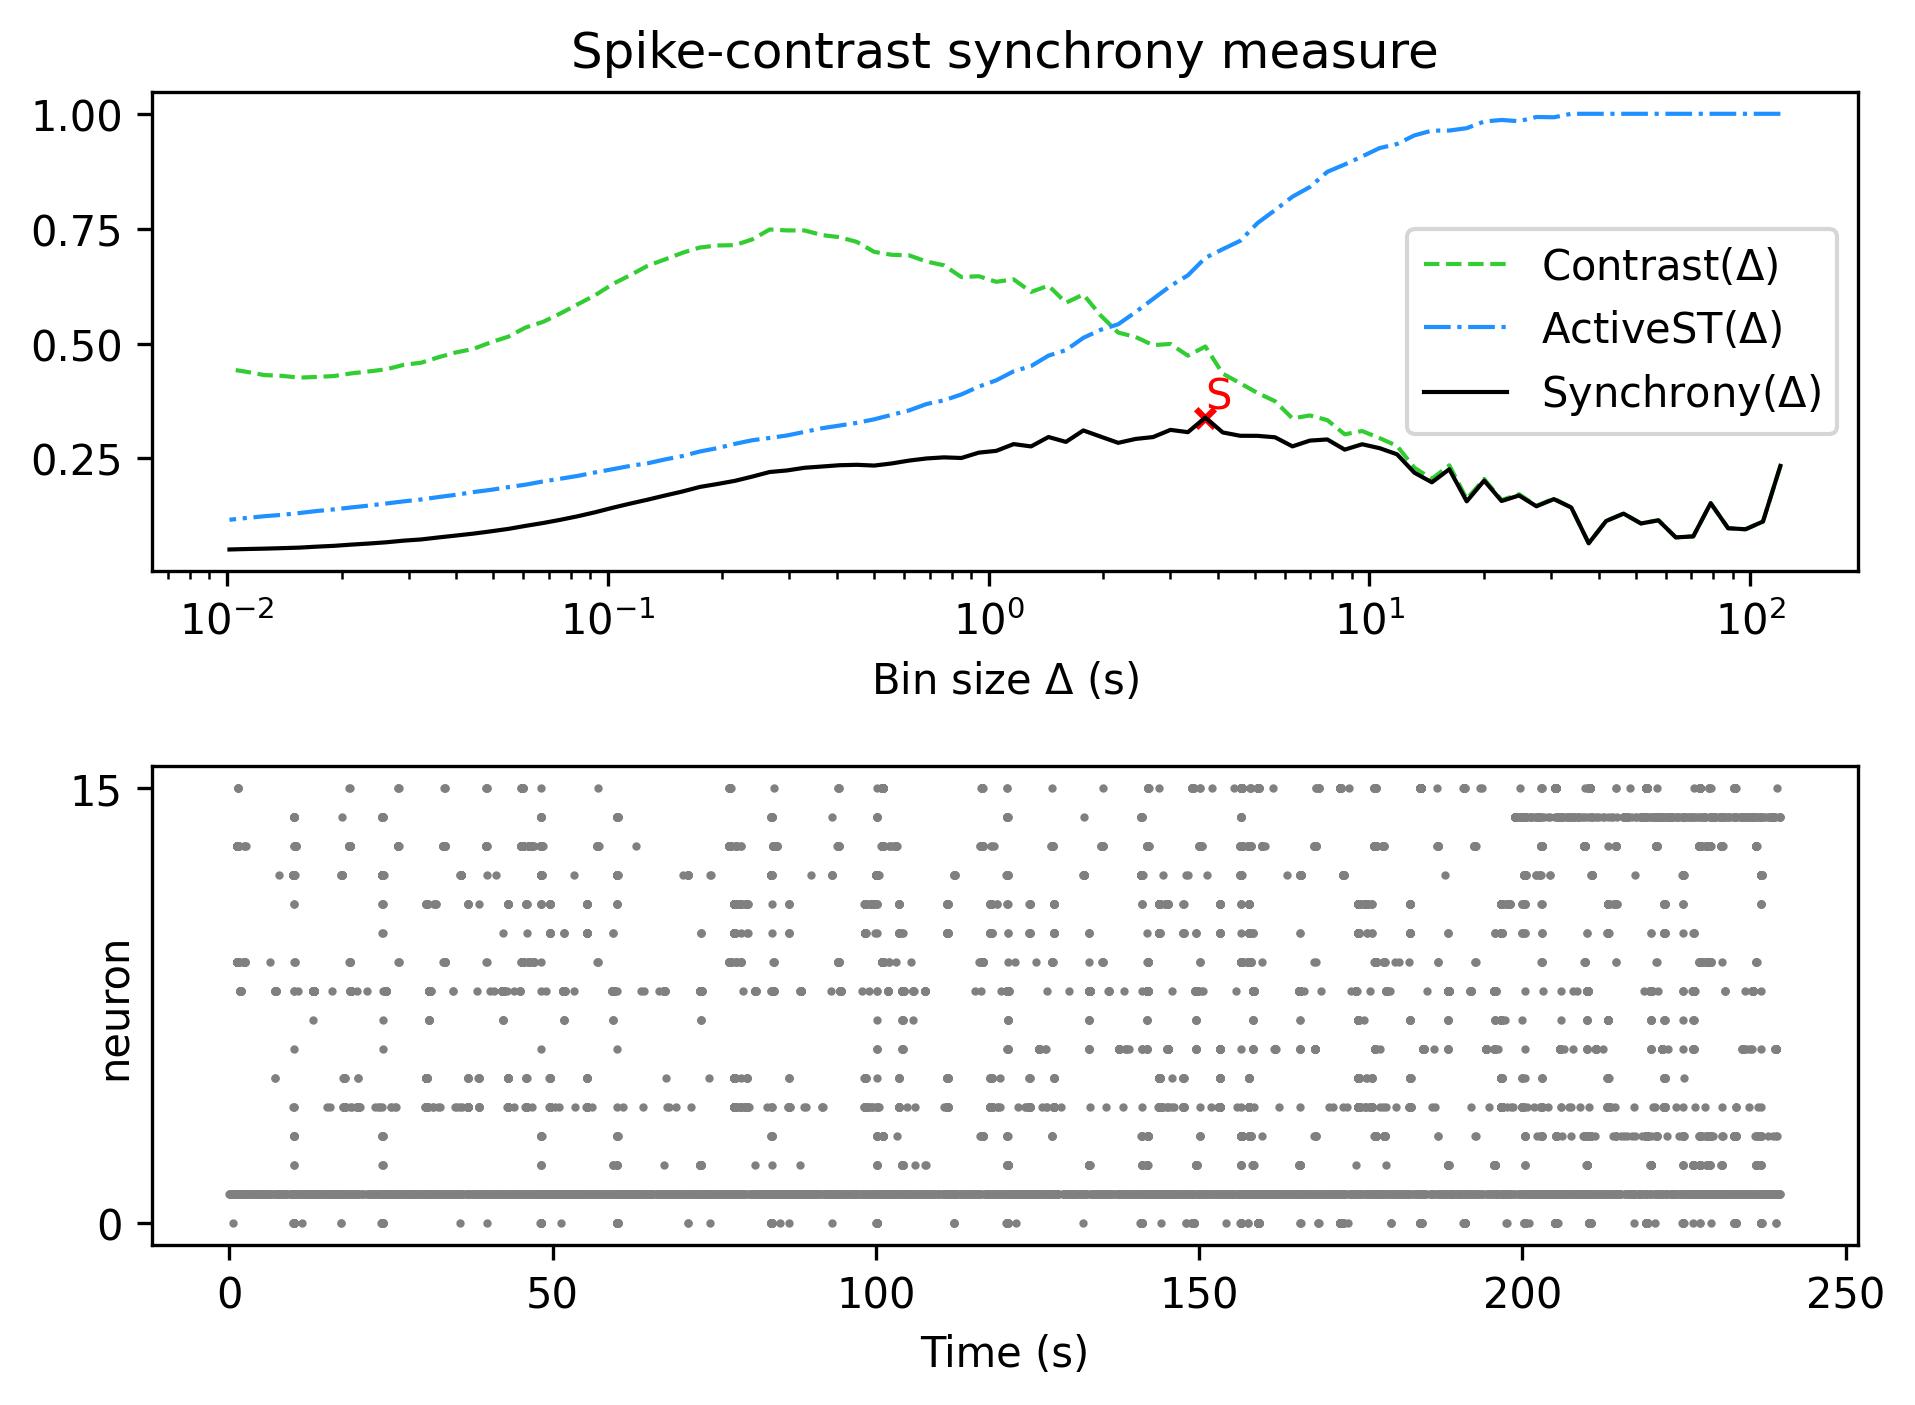 Spike-contrast synchrony measure
1.00
0.75
0.50
0.25
Contrast(Δ)
ActiveST(Δ)
Synchrony(Δ)
S
10⁻² 10⁻¹ 10⁰ 10¹ 10²
Bin size Δ (s)
15
0
neuron
0 50 100 150 200 250
Time (s)